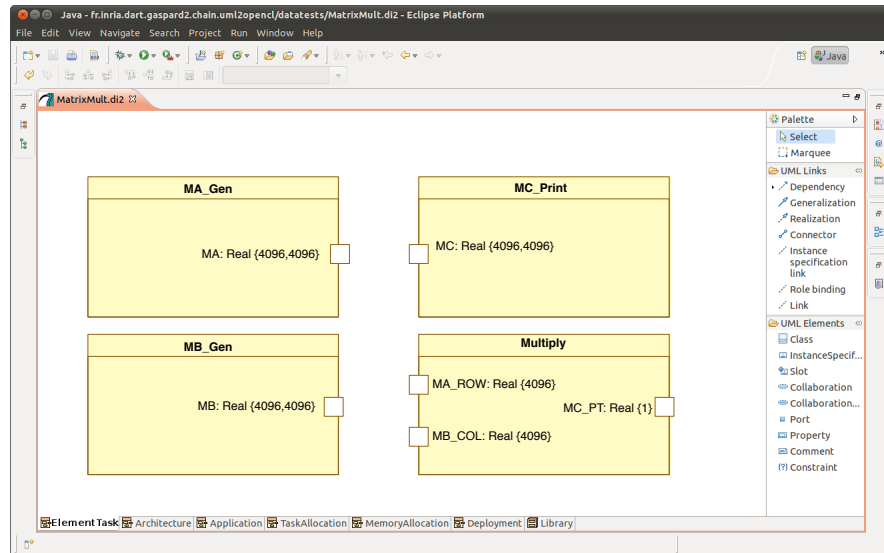 Java - fr.inria.dart.gaspard2.chain.uml2opencl/datatests/MatrixMult.di2 - Eclipse Platform
File Edit View Navigate Search Project Run Window Help
Java
MatrixMult.di2
Palette
Select
Marquee
UML Links
Dependency
Generalization
Realization
Connector
Instance
specification
link
Role binding
Link
UML Elements
Class
InstanceSpecif...
Slot
Collaboration
Collaboration...
Port
Property
Comment
Constraint
MA_Gen
MA: Real {4096,4096}
MC_Print
MC: Real {4096,4096}
MB_Gen
MB: Real {4096,4096}
Multiply
MA_ROW: Real {4096}
MC_PT: Real {1}
MB_COL: Real {4096}
ElementTask Architecture Application TaskAllocation MemoryAllocation Deployment Library